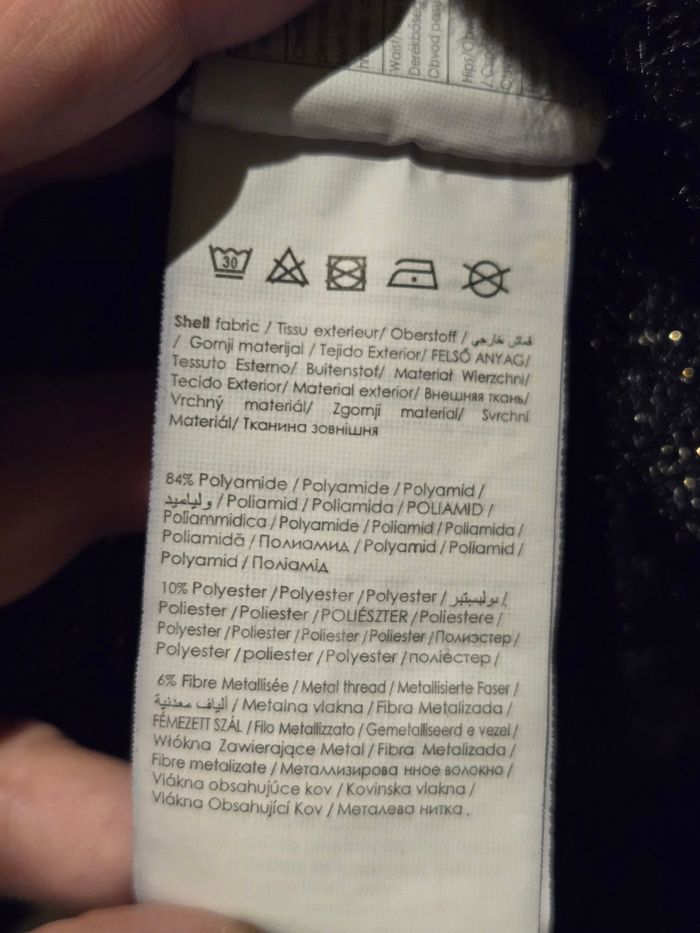 Waist/
Derékbőség
Hips/
30
Shell fabric / Tissu exterieur/ Oberstoff / قماش خارجي
/ Gornji materijal / Tejido Exterior/ FELSŐ ANYAG/
Tessuto Esterno/ Buitenstof/ Materiał Wierzchni/
Tecido Exterior/ Material exterior/ Внешняя ткань/
Vrchný materiál/ Zgornji material/ Svrchní
Materiál/ Тканина зовнішня
84% Polyamide / Polyamide / Polyamid /
/ Poliamid / Poliamida / POLIAMID /
Poliammidica / Polyamide / Poliamid / Poliamida /
Poliamidă / Полиамид / Polyamid / Poliamid /
Polyamid / Поліамід
10% Polyester / Polyester / Polyester / بوليستير /
Poliester / Poliester / POLIÉSZTER / Poliestere /
Polyester / Poliester / Poliester / Poliester / Полиэстер /
Polyester / poliester / Polyester / поліестер /
6% Fibre Metallisée / Metal thread / Metallisierte Faser /
ألياف معدنية / Metalna vlakna / Fibra Metalizada /
FÉMEZETT SZÁL / Filo Metallizzato / Gemetalliseerd e vezel /
Włókna Zawierające Metal / Fibra Metalizada /
Fibre metalizate / Металлизирова нное волокно /
Vlákna obsahujúce kov / Kovinska vlakna /
Vlákna Obsahující Kov / Металева нитка .